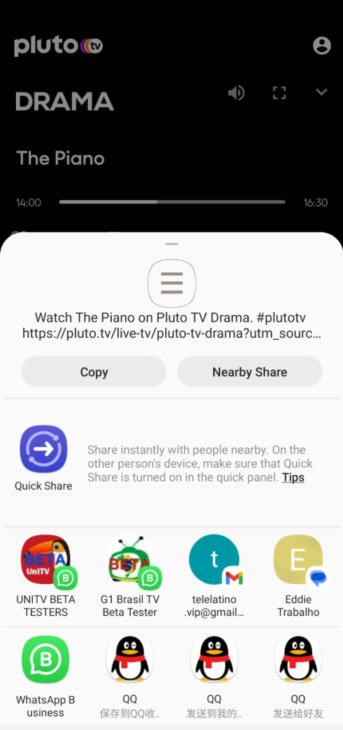 pluto tv
DRAMA
The Piano
14:00
16:30
Watch The Piano on Pluto TV Drama. #plutotv
https://pluto.tv/live-tv/pluto-tv-drama?utm_sourc...
Copy
Nearby Share
Quick Share
Share instantly with people nearby. On the
other person's device, make sure that Quick
Share is turned on in the quick panel. Tips
BETA
UniTV
B
BETA
B
t
E
UNITV BETA
TESTERS
G1 Brasil TV
Beta Tester
telelatino
.vip@gmail...
Eddie
Trabalho
B
WhatsApp B
usiness
QQ
保存到QQ收..
QQ
发送到我的..
QQ
发送给好友